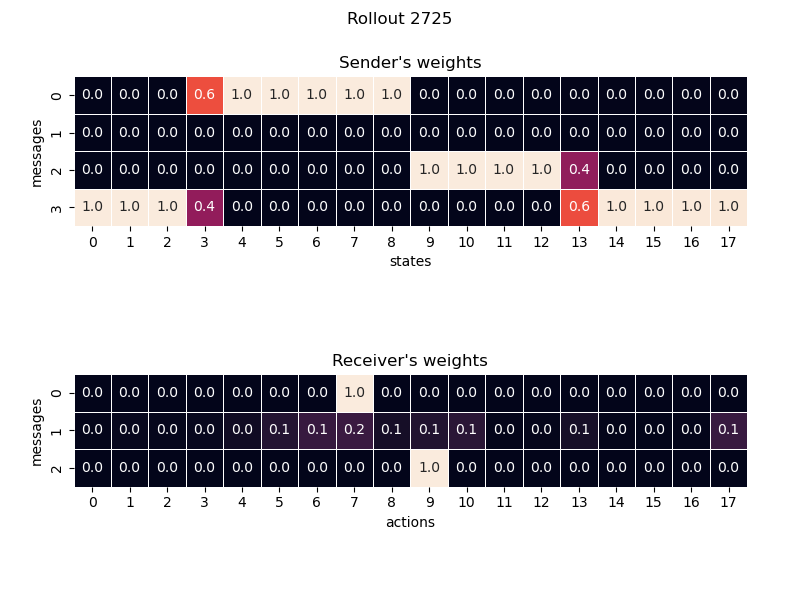 Rollout 2725
Sender's weights
0 0.0 0.0 0.0 0.6 1.0 1.0 1.0 1.0 1.0 0.0 0.0 0.0 0.0 0.0 0.0 0.0 0.0 0.0
1 0.0 0.0 0.0 0.0 0.0 0.0 0.0 0.0 0.0 0.0 0.0 0.0 0.0 0.0 0.0 0.0 0.0 0.0
messages
2 0.0 0.0 0.0 0.0 0.0 0.0 0.0 0.0 0.0 1.0 1.0 1.0 1.0 0.4 0.0 0.0 0.0 0.0
3 1.0 1.0 1.0 0.4 0.0 0.0 0.0 0.0 0.0 0.0 0.0 0.0 0.0 0.6 1.0 1.0 1.0 1.0
0 1 2 3 4 5 6 7 8 9 10 11 12 13 14 15 16 17
states
Receiver's weights
0 0.0 0.0 0.0 0.0 0.0 0.0 0.0 1.0 0.0 0.0 0.0 0.0 0.0 0.0 0.0 0.0 0.0 0.0
messages
1 0.0 0.0 0.0 0.0 0.0 0.1 0.1 0.2 0.1 0.1 0.1 0.0 0.0 0.1 0.0 0.0 0.0 0.1
2 0.0 0.0 0.0 0.0 0.0 0.0 0.0 0.0 0.0 1.0 0.0 0.0 0.0 0.0 0.0 0.0 0.0 0.0
0 1 2 3 4 5 6 7 8 9 10 11 12 13 14 15 16 17
actions